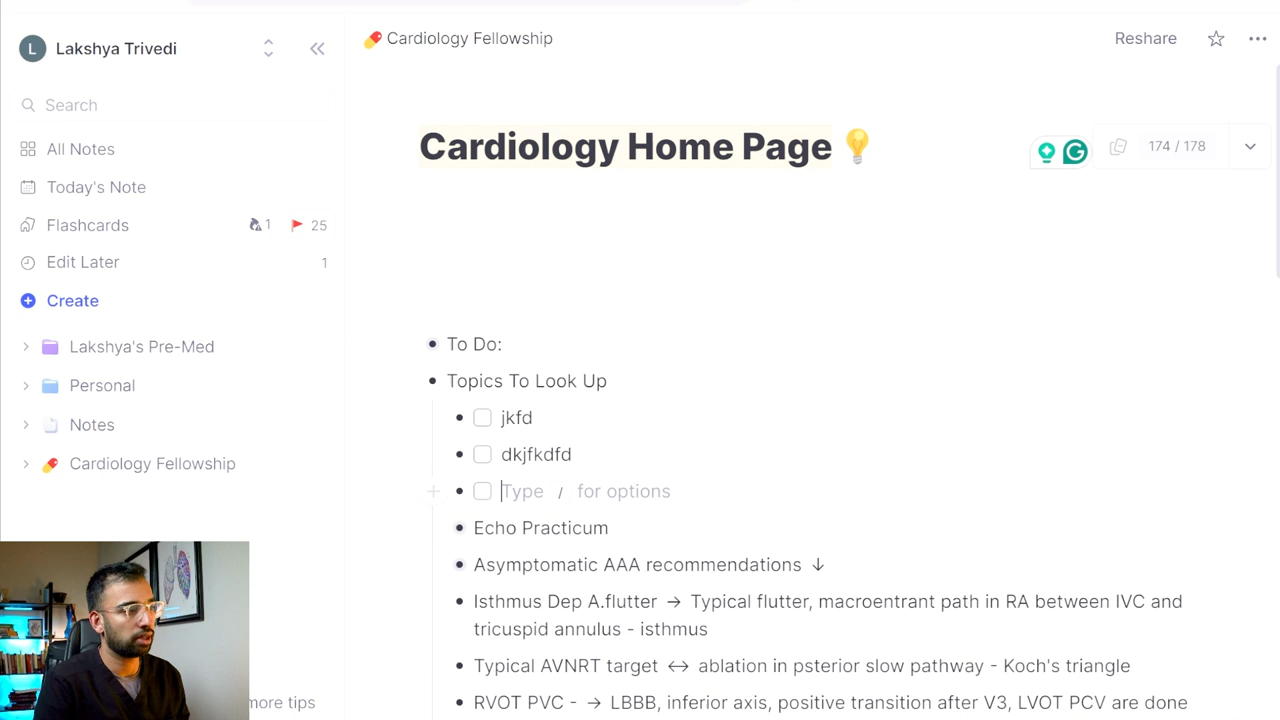 L Lakshya Trivedi
Search
All Notes
Today's Note
Flashcards 1 25
Edit Later 1
Create
Lakshya's Pre-Med
Personal
Notes
Cardiology Fellowship
more tips
Cardiology Fellowship
Reshare
Cardiology Home Page
174 / 178
To Do:
Topics To Look Up
jkfd
dkjfkdfd
Type / for options
Echo Practicum
Asymptomatic AAA recommendations ↓
Isthmus Dep A.flutter → Typical flutter, macroentrant path in RA between IVC and
tricuspid annulus - isthmus
Typical AVNRT target ↔ ablation in psterior slow pathway - Koch's triangle
RVOT PVC - → LBBB, inferior axis, positive transition after V3, LVOT PCV are done